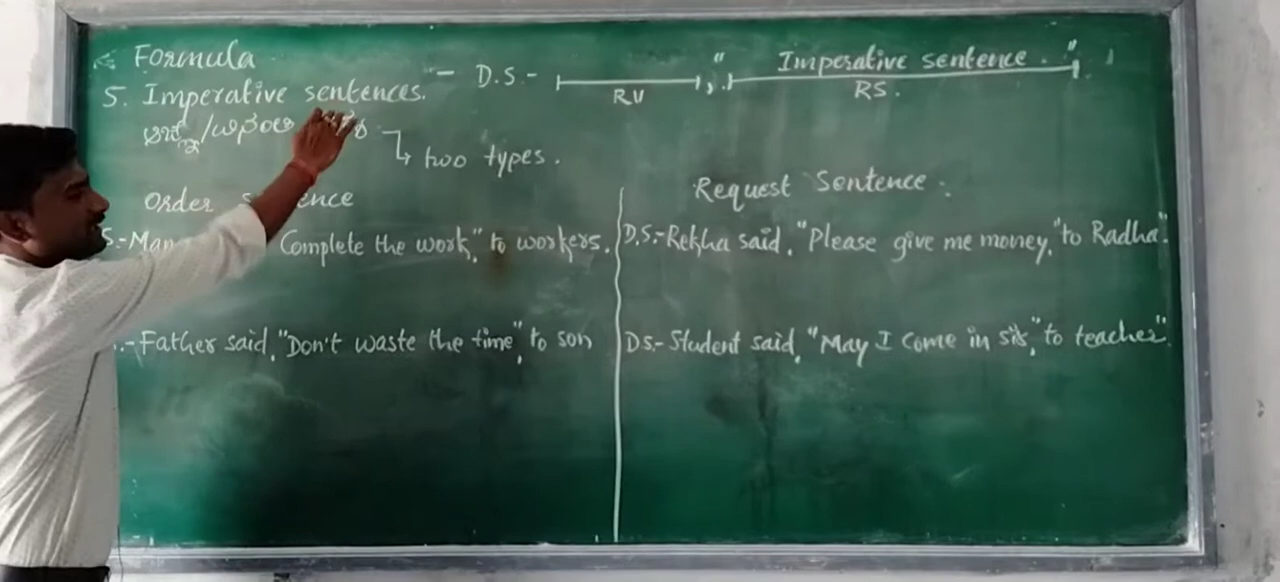 Formula
5. Imperative sentences. - D.S.- RV , " Imperative sentence . " RS .
ಆಜ್ಞೆ /
↳ two types .
Order ence
Request Sentence .
S.-Man Complete the work," to workers.
D.S.-Rekha said, "Please give me money," to Radha".
.-Father said, "Don't waste the time", to son
DS.-Student said, "May I come in sir," to teacher".